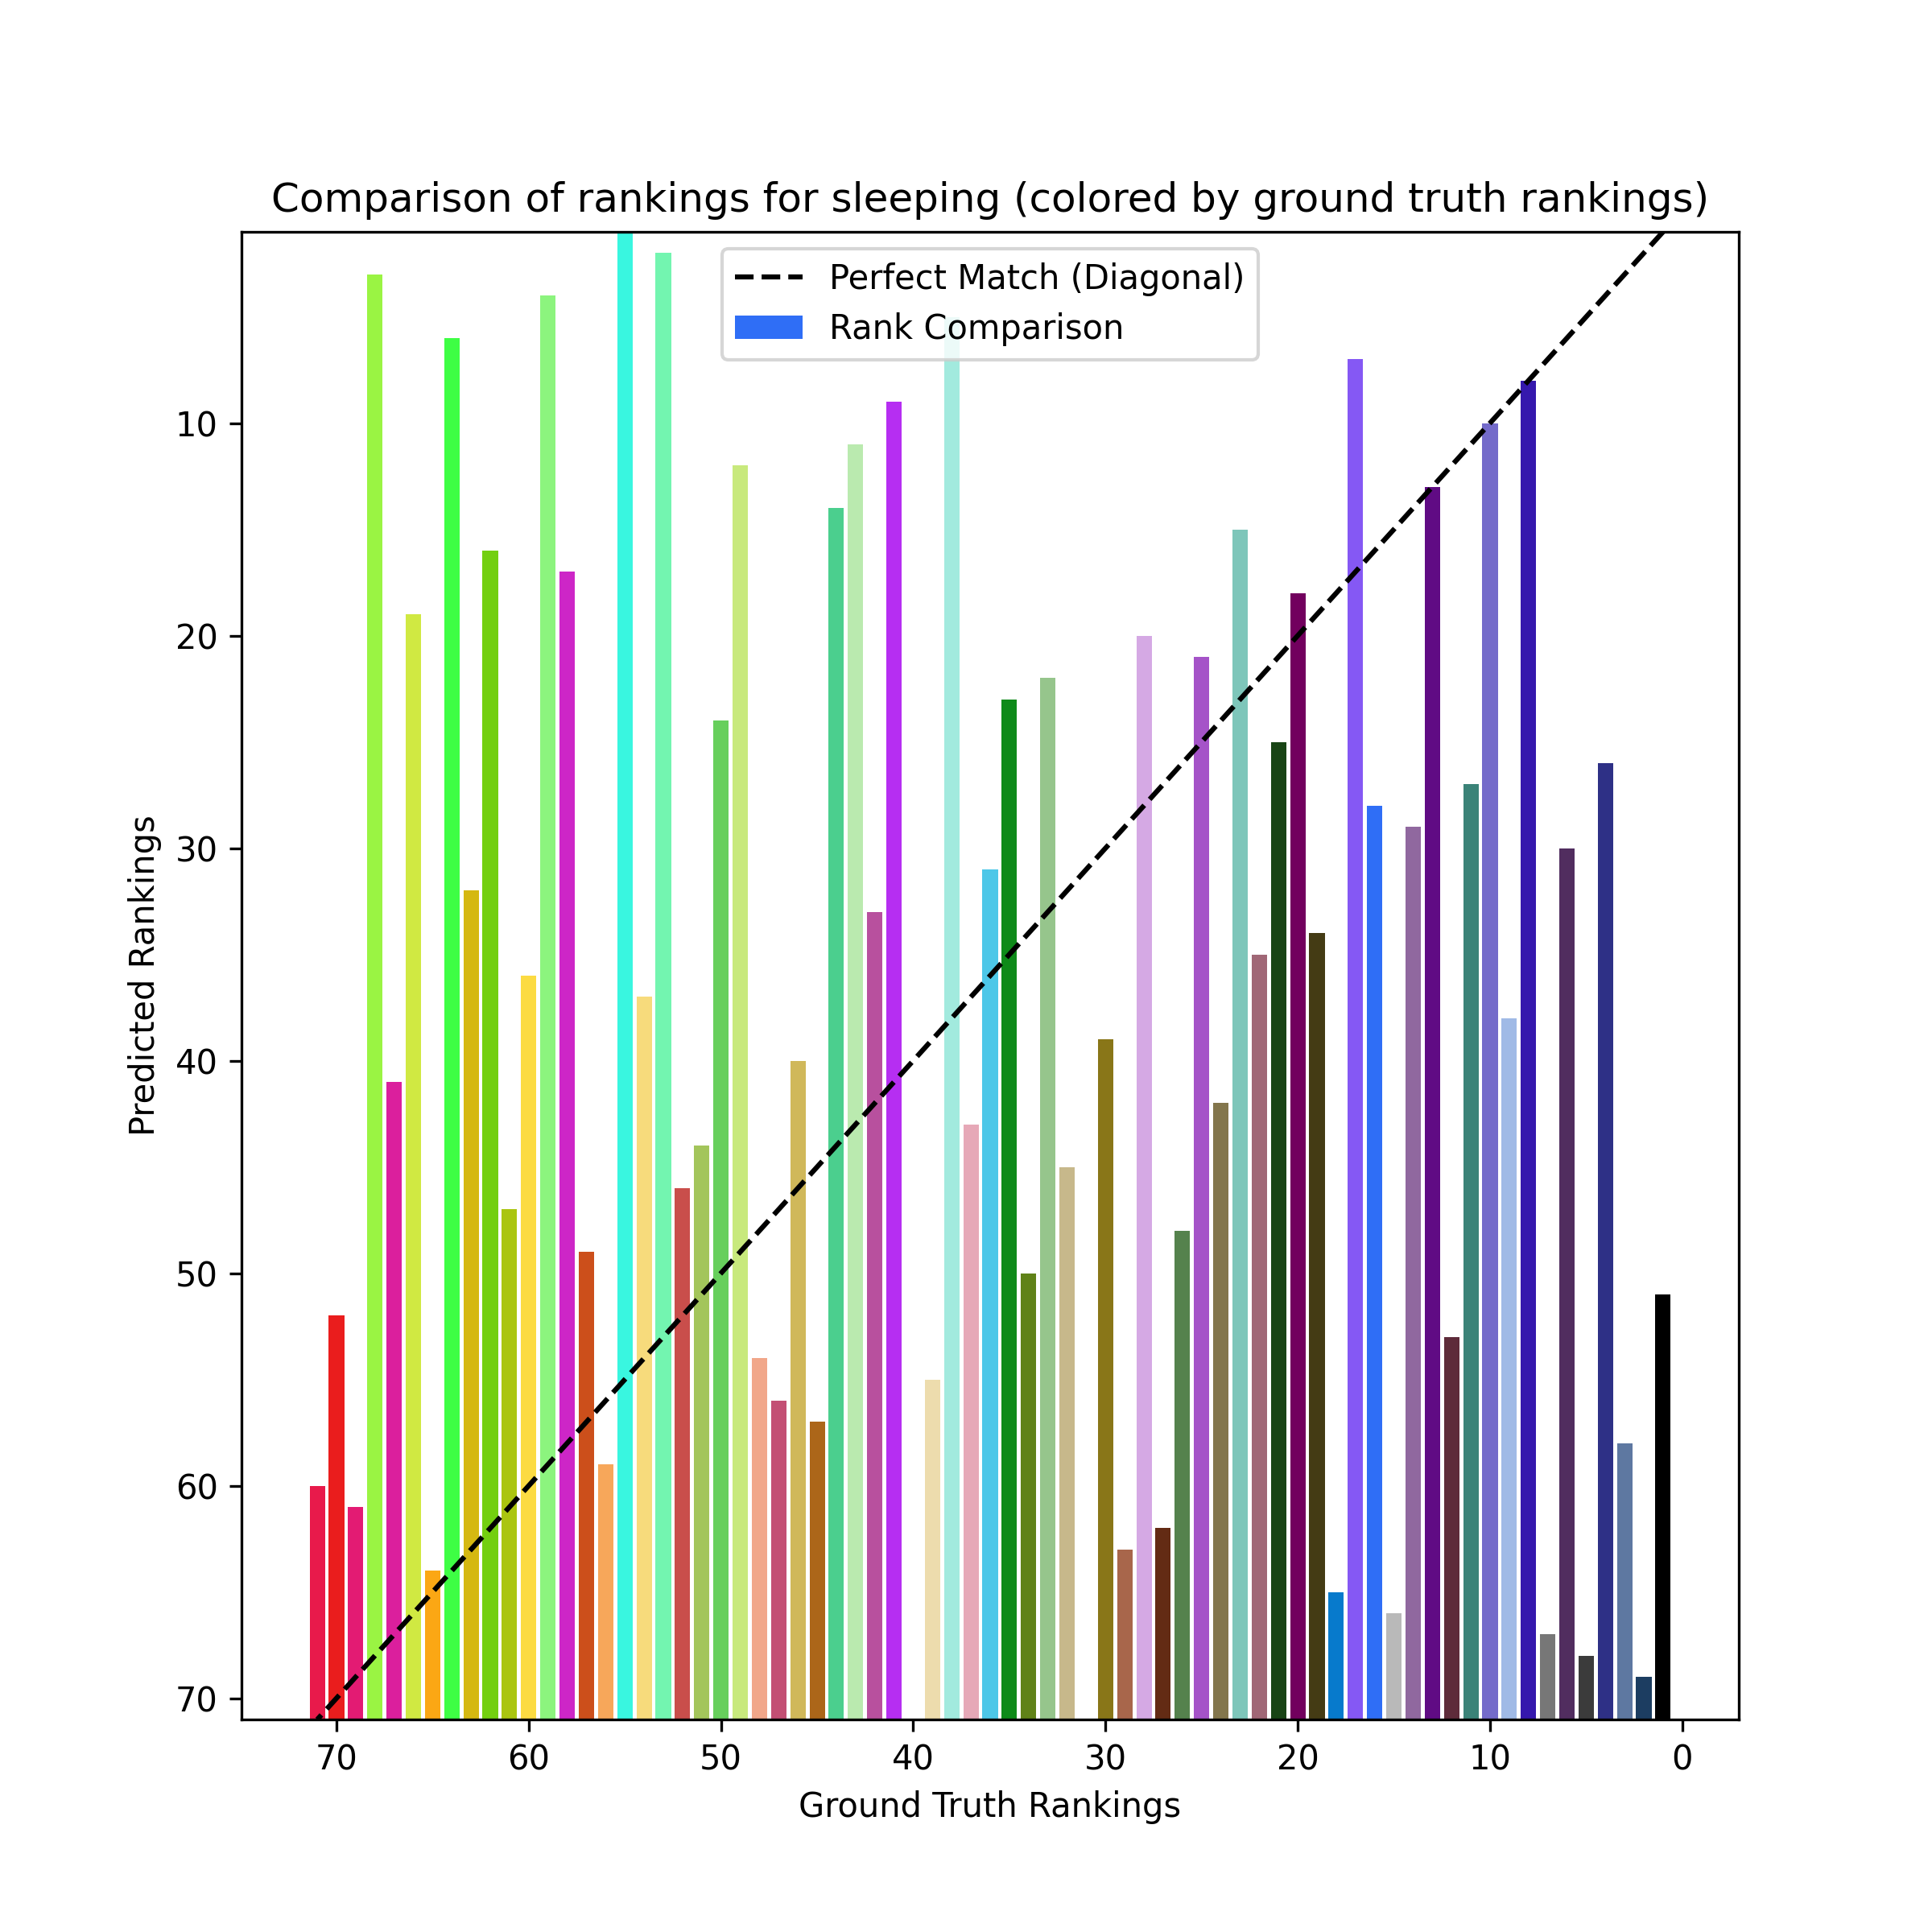 Comparison of rankings for sleeping (colored by ground truth rankings)
Perfect Match (Diagonal)
Rank Comparison
Predicted Rankings
10
20
30
40
50
60
70
70 60 50 40 30 20 10 0
Ground Truth Rankings